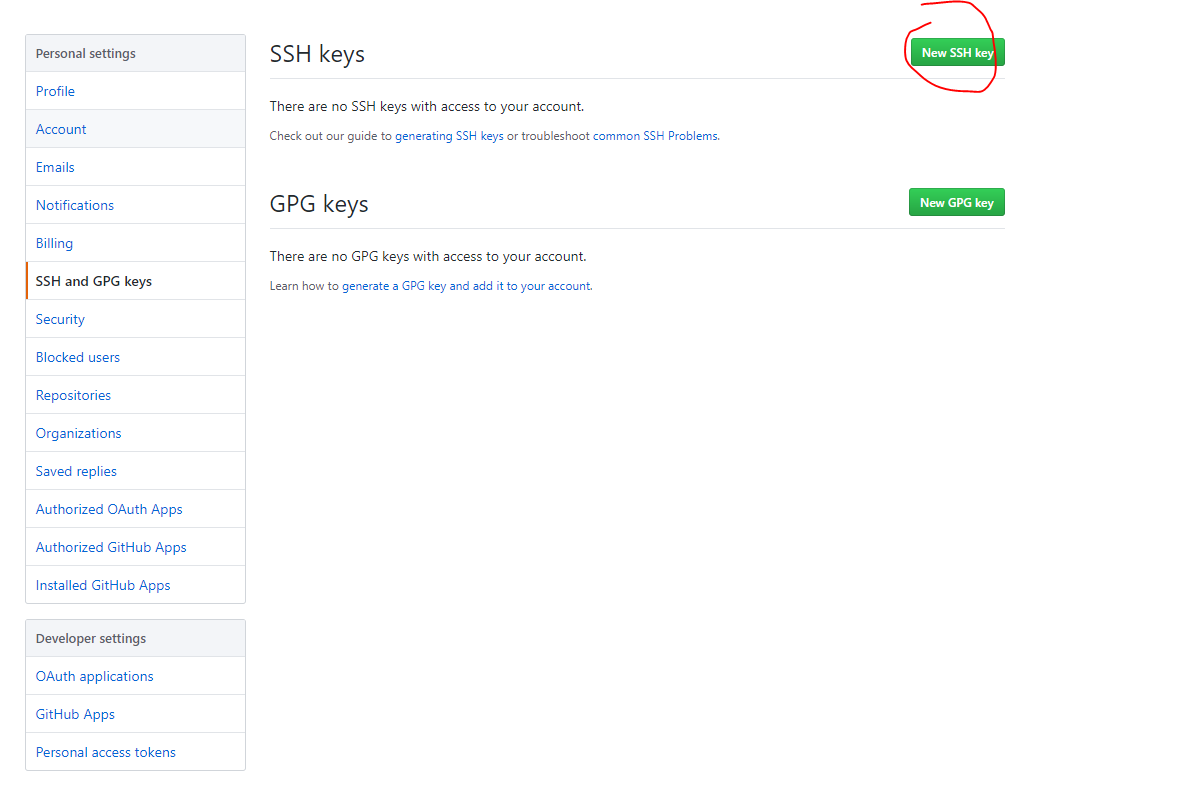 Personal settings
Profile
Account
Emails
Notifications
Billing
SSH and GPG keys
Security
Blocked users
Repositories
Organizations
Saved replies
Authorized OAuth Apps
Authorized GitHub Apps
Installed GitHub Apps
Developer settings
OAuth applications
GitHub Apps
Personal access tokens
SSH keys
New SSH key
There are no SSH keys with access to your account.
Check out our guide to generating SSH keys or troubleshoot common SSH Problems.
GPG keys
New GPG key
There are no GPG keys with access to your account.
Learn how to generate a GPG key and add it to your account.